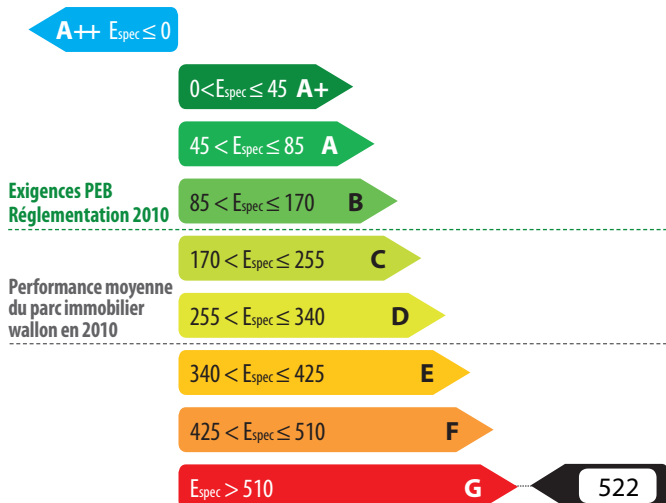 A++ Espec ≤ 0
0 < Espec ≤ 45 A+
45 < Espec ≤ 85 A
Exigences PEB
Réglementation 2010
85 < Espec ≤ 170 B
170 < Espec ≤ 255 C
Performance moyenne
du parc immobilier
wallon en 2010
255 < Espec ≤ 340 D
340 < Espec ≤ 425 E
425 < Espec ≤ 510 F
Espec > 510 G 522